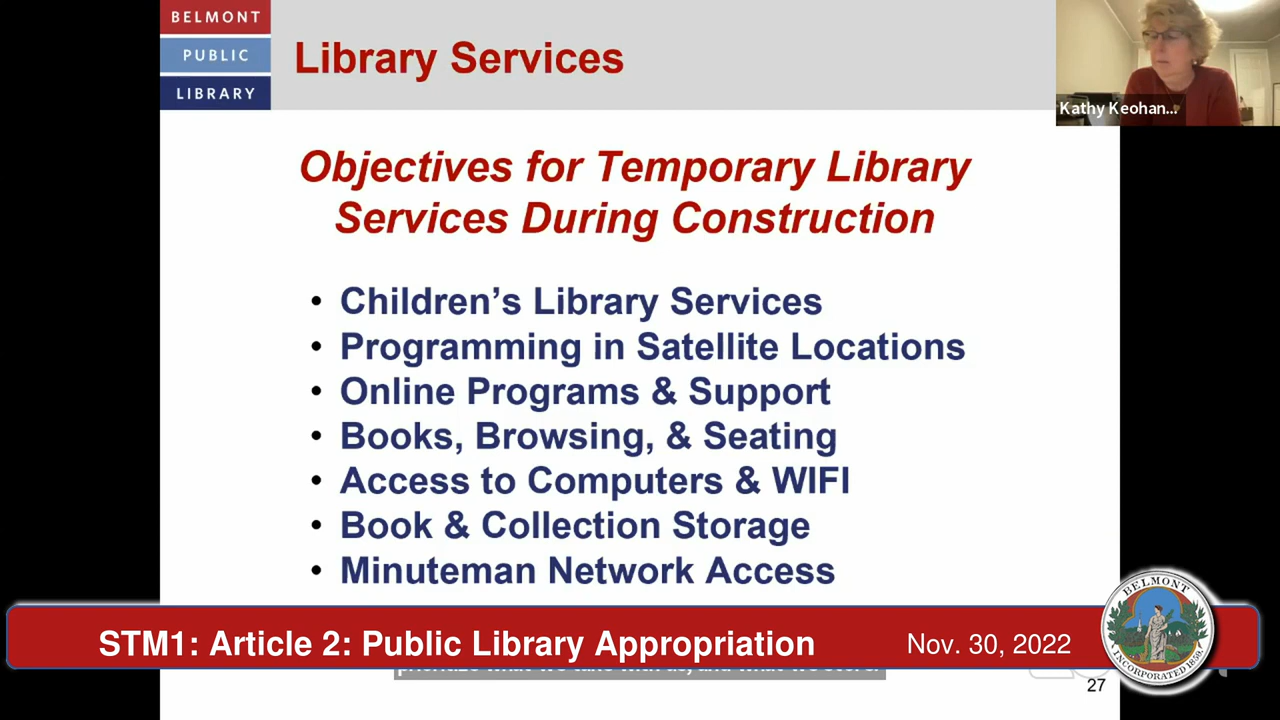 BELMONT
PUBLIC
LIBRARY
Library Services
Kathy Keohan...
Objectives for Temporary Library
Services During Construction
• Children's Library Services
• Programming in Satellite Locations
• Online Programs & Support
• Books, Browsing, & Seating
• Access to Computers & WIFI
• Book & Collection Storage
• Minuteman Network Access
STM1: Article 2: Public Library Appropriation
Nov. 30, 2022
BELMONT
INCORPORATED 1859
27